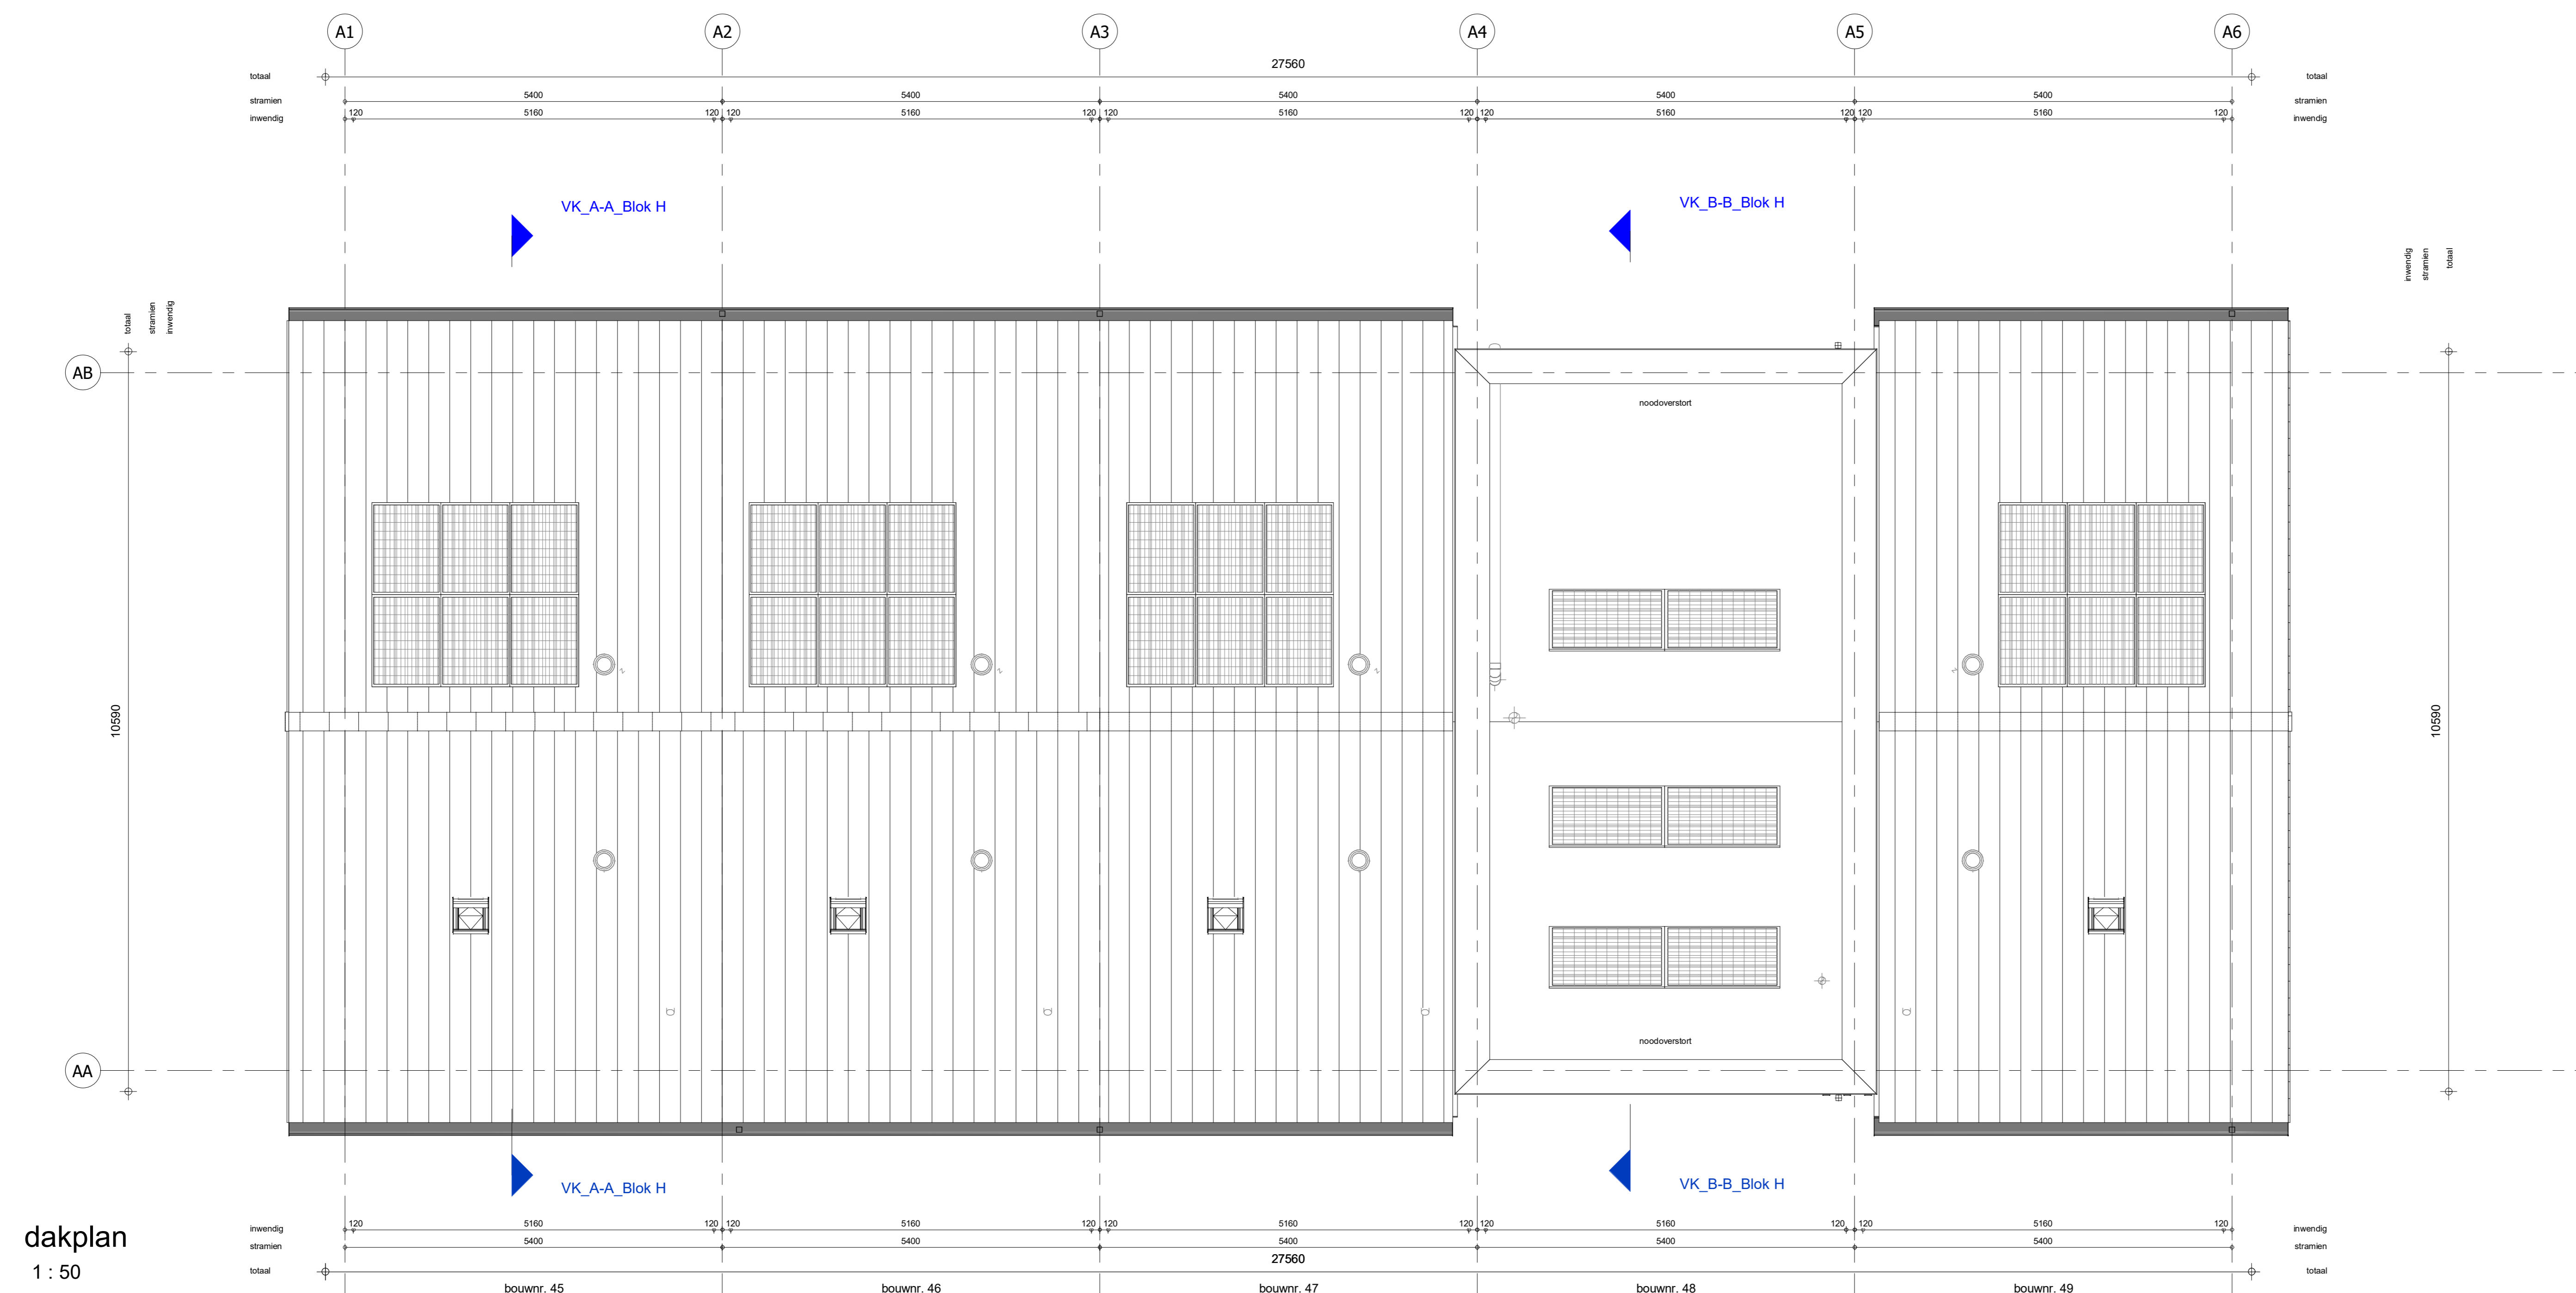 A1 A2 A3 A4 A5 A6
totaal 27560 totaal
stramien 5400 5400 5400 5400 5400 stramien
inwendig 120 5160 120 120 5160 120 120 5160 120 120 5160 120 120 5160 120 inwendig
VK_A-A_Blok H VK_B-B_Blok H
totaal stramien inwendig
inwendig stramien totaal
AB
noodoverstort
10590 10590
noodoverstort
AA
VK_A-A_Blok H VK_B-B_Blok H
dakplan
1 : 50
inwendig 120 5160 120 120 5160 120 120 5160 120 120 5160 120 120 5160 120 inwendig
stramien 5400 5400 5400 5400 5400 stramien
totaal 27560 totaal
bouwnr. 45 bouwnr. 46 bouwnr. 47 bouwnr. 48 bouwnr. 49